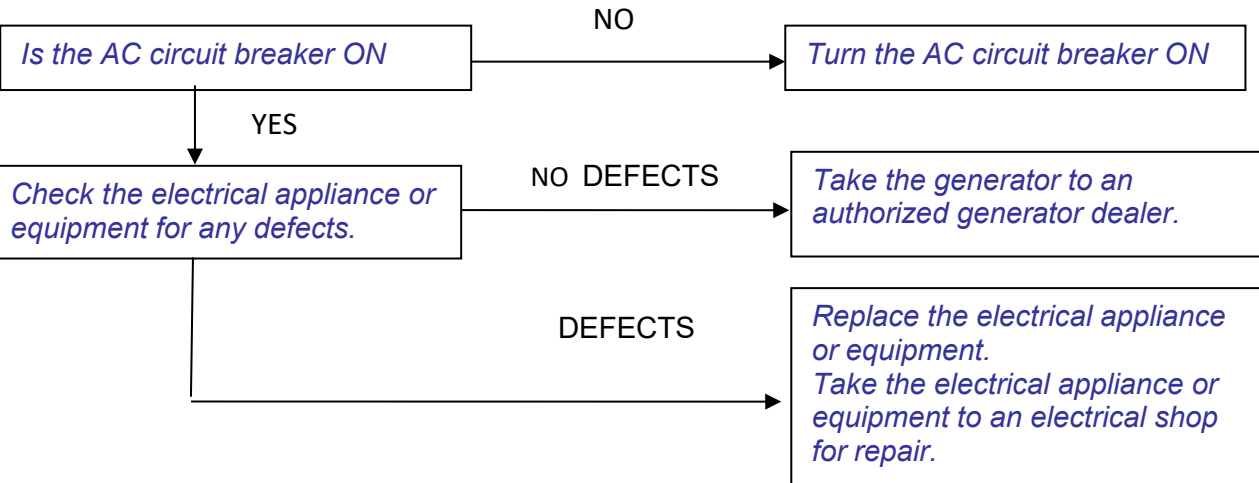 NO
Is the AC circuit breaker ON
Turn the AC circuit breaker ON
YES
Check the electrical appliance or
equipment for any defects.
NO DEFECTS
Take the generator to an
authorized generator dealer.
DEFECTS
Replace the electrical appliance
or equipment.
Take the electrical appliance or
equipment to an electrical shop
for repair.